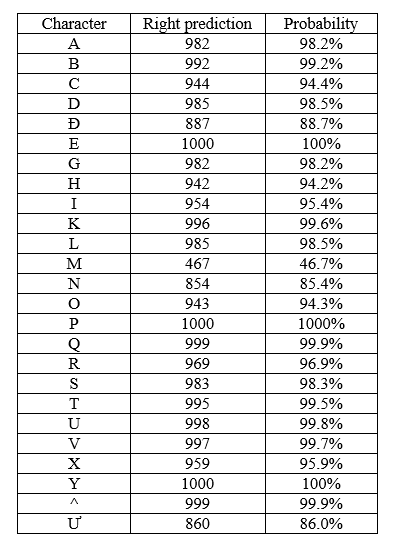 Character Right prediction Probability
A 982 98.2%
B 992 99.2%
C 944 94.4%
D 985 98.5%
Đ 887 88.7%
E 1000 100%
G 982 98.2%
H 942 94.2%
I 954 95.4%
K 996 99.6%
L 985 98.5%
M 467 46.7%
N 854 85.4%
O 943 94.3%
P 1000 1000%
Q 999 99.9%
R 969 96.9%
S 983 98.3%
T 995 99.5%
U 998 99.8%
V 997 99.7%
X 959 95.9%
Y 1000 100%
^ 999 99.9%
Ư 860 86.0%